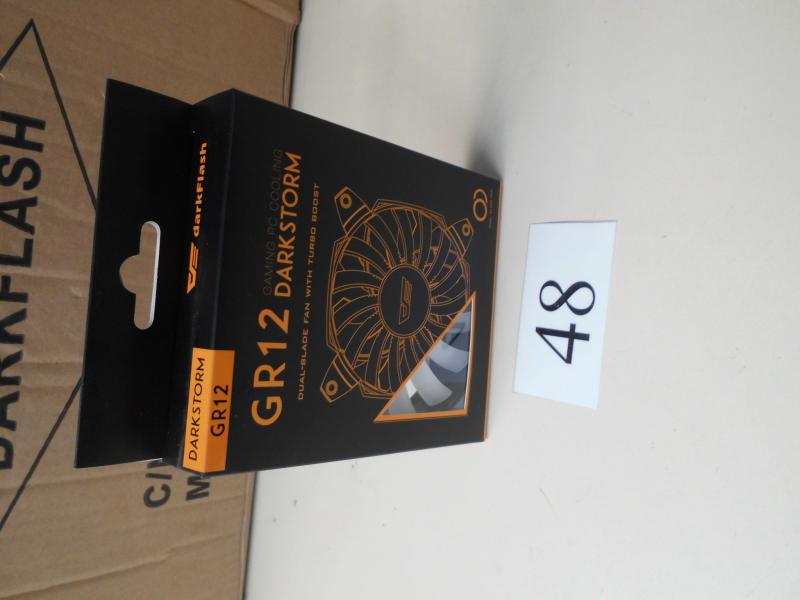 DARKFLASH
C/
M
darkFlash
DARKSTORM
GR12
GR12
GAMING PC COOLING
DARKSTORM
DUAL-BLADE FAN WITH TURBO BOOST
48